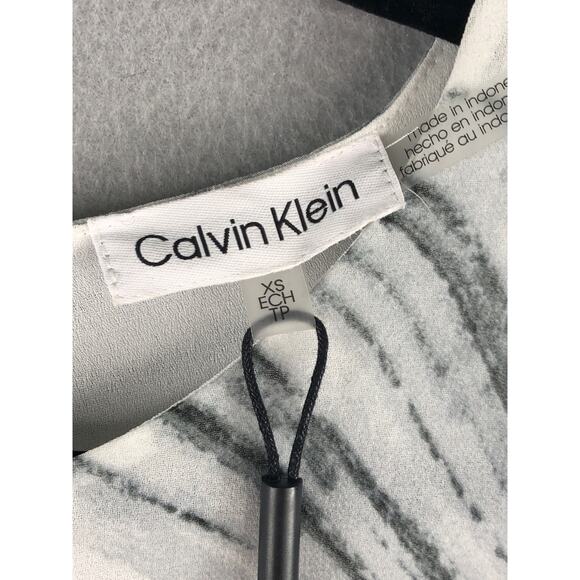 Calvin Klein
XS
ECH
TP
made in
hecho en
fabriqué au